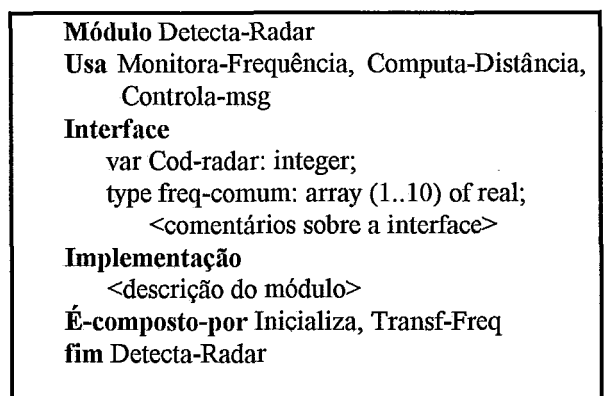 Módulo Detecta-Radar
Usa Monitora-Frequência, Computa-Distância,
Controla-msg
Interface
var Cod-radar: integer;
type freq-comum: array (1..10) of real;
<comentários sobre a interface>
Implementação
<descrição do módulo>
É-composto-por Inicializa, Transf-Freq
fim Detecta-Radar